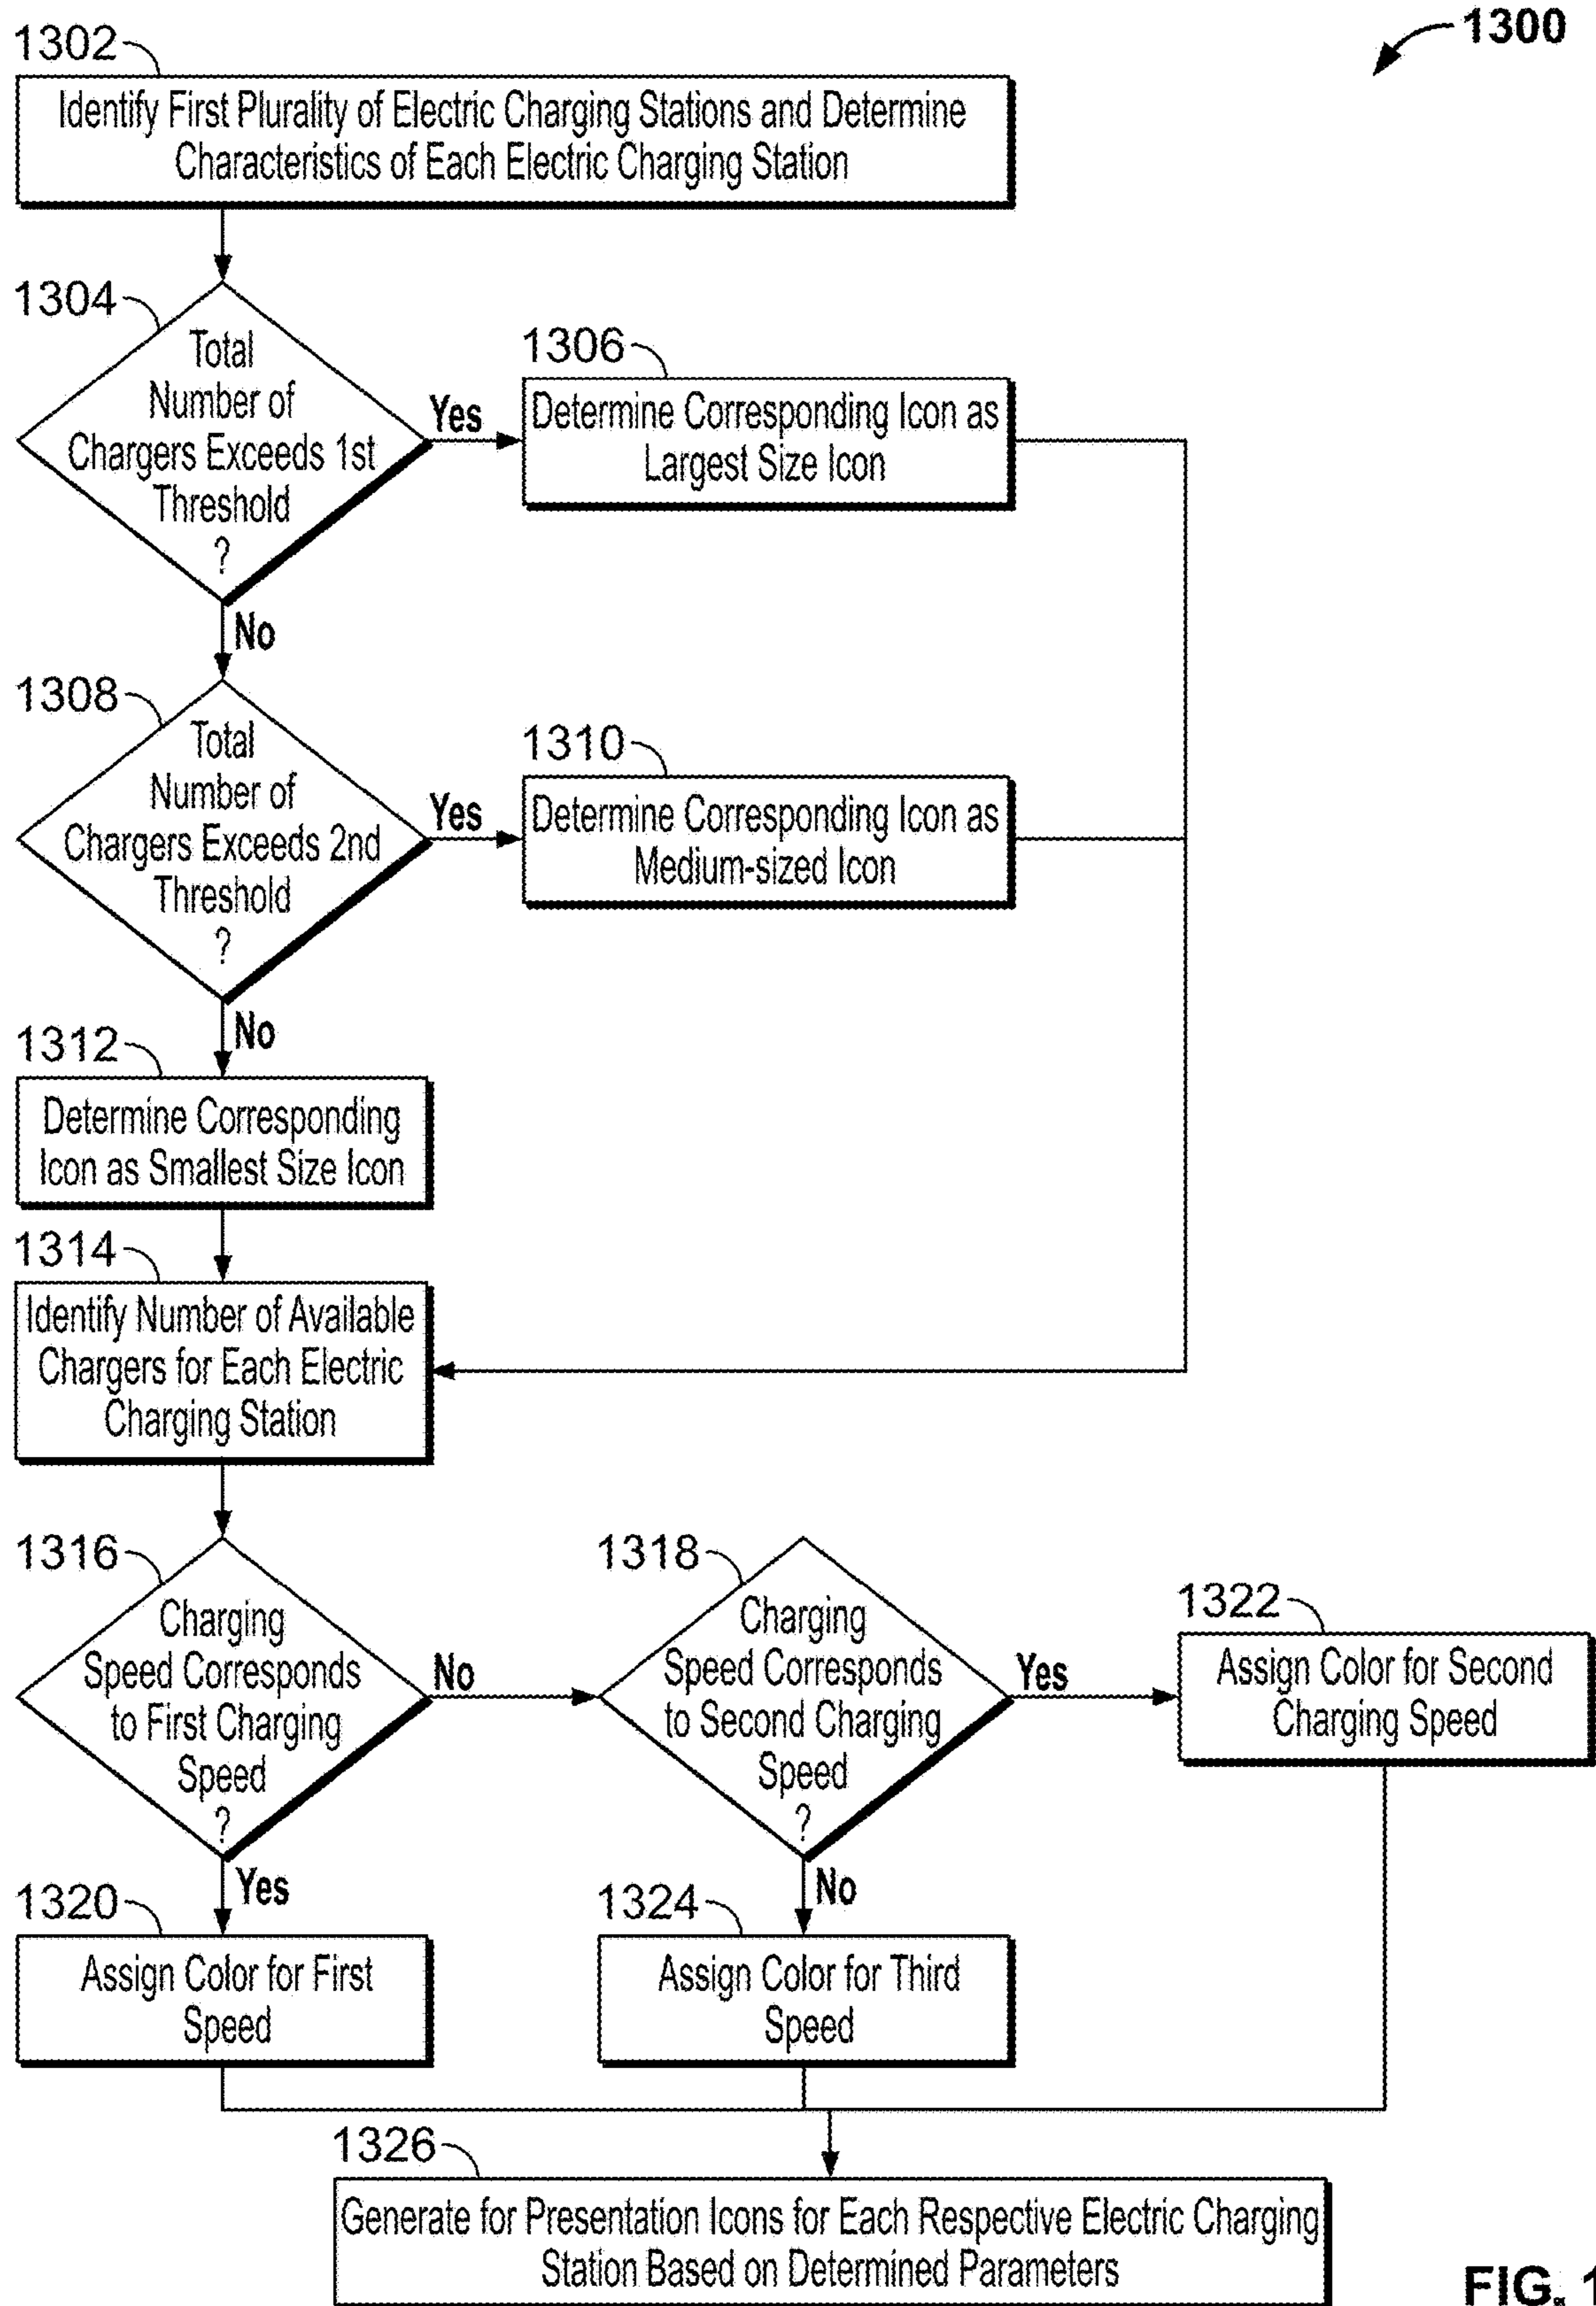 1300
1302
Identify First Plurality of Electric Charging Stations and Determine
Characteristics of Each Electric Charging Station
1304
Total
Number of
Chargers Exceeds 1st
Threshold
?
Yes
1306
Determine Corresponding Icon as
Largest Size Icon
No
1308
Total
Number of
Chargers Exceeds 2nd
Threshold
?
Yes
1310
Determine Corresponding Icon as
Medium-sized Icon
No
1312
Determine Corresponding
Icon as Smallest Size Icon
1314
Identify Number of Available
Chargers for Each Electric
Charging Station
1316
Charging
Speed Corresponds
to First Charging
Speed
?
No
1318
Charging
Speed Corresponds
to Second Charging
Speed
?
Yes
1322
Assign Color for Second
Charging Speed
Yes
1320
Assign Color for First
Speed
No
1324
Assign Color for Third
Speed
1326
Generate for Presentation Icons for Each Respective Electric Charging
Station Based on Determined Parameters
FIG. 1